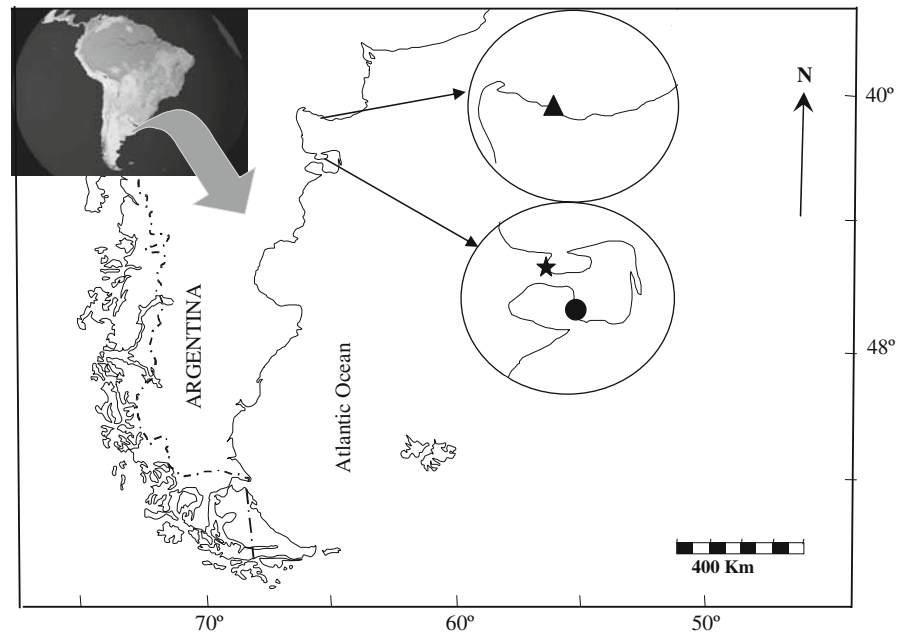 N
40º
ARGENTINA
Atlantic Ocean
48º
400 Km
70º
60º
50º